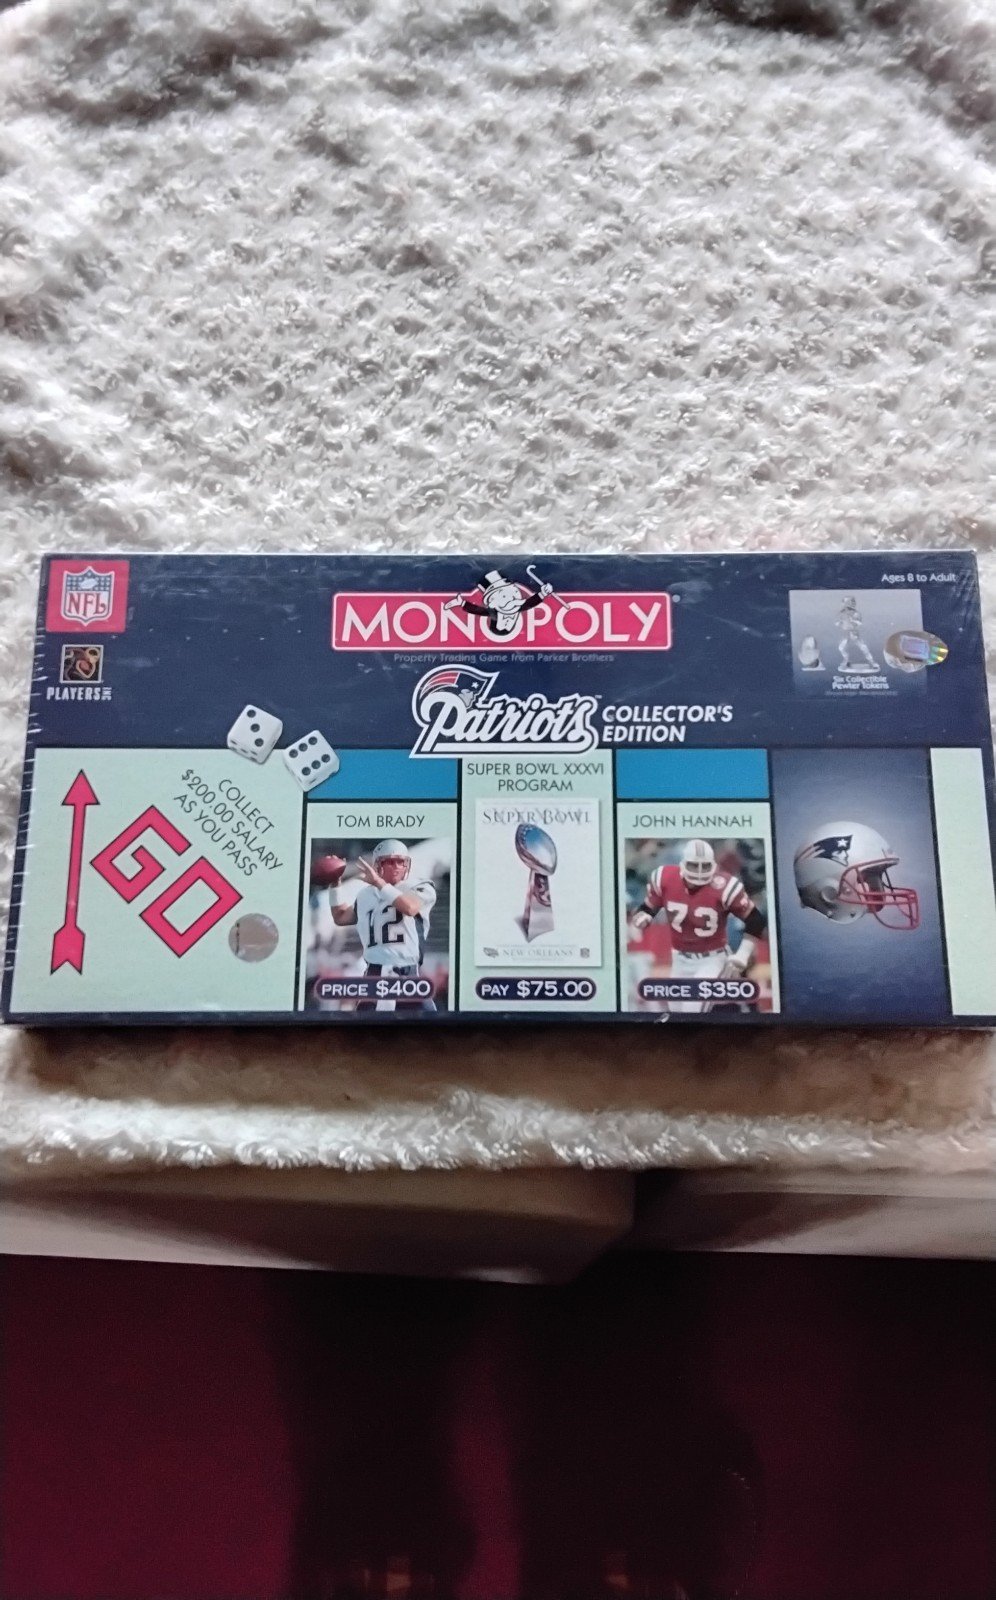 NFL
PLAYERS INC
MONOPOLY
Property Trading Game from Parker Brothers
Patriots™
COLLECTOR'S
EDITION
Ages 8 to Adult
Six Collectible
Pewter Tokens
COLLECT
$200.00 SALARY
AS YOU PASS
GO
TOM BRADY
12
PRICE $400
SUPER BOWL XXXVI
PROGRAM
SUPER BOWL
NEW ORLEANS
PAY $75.00
JOHN HANNAH
73
PRICE $350